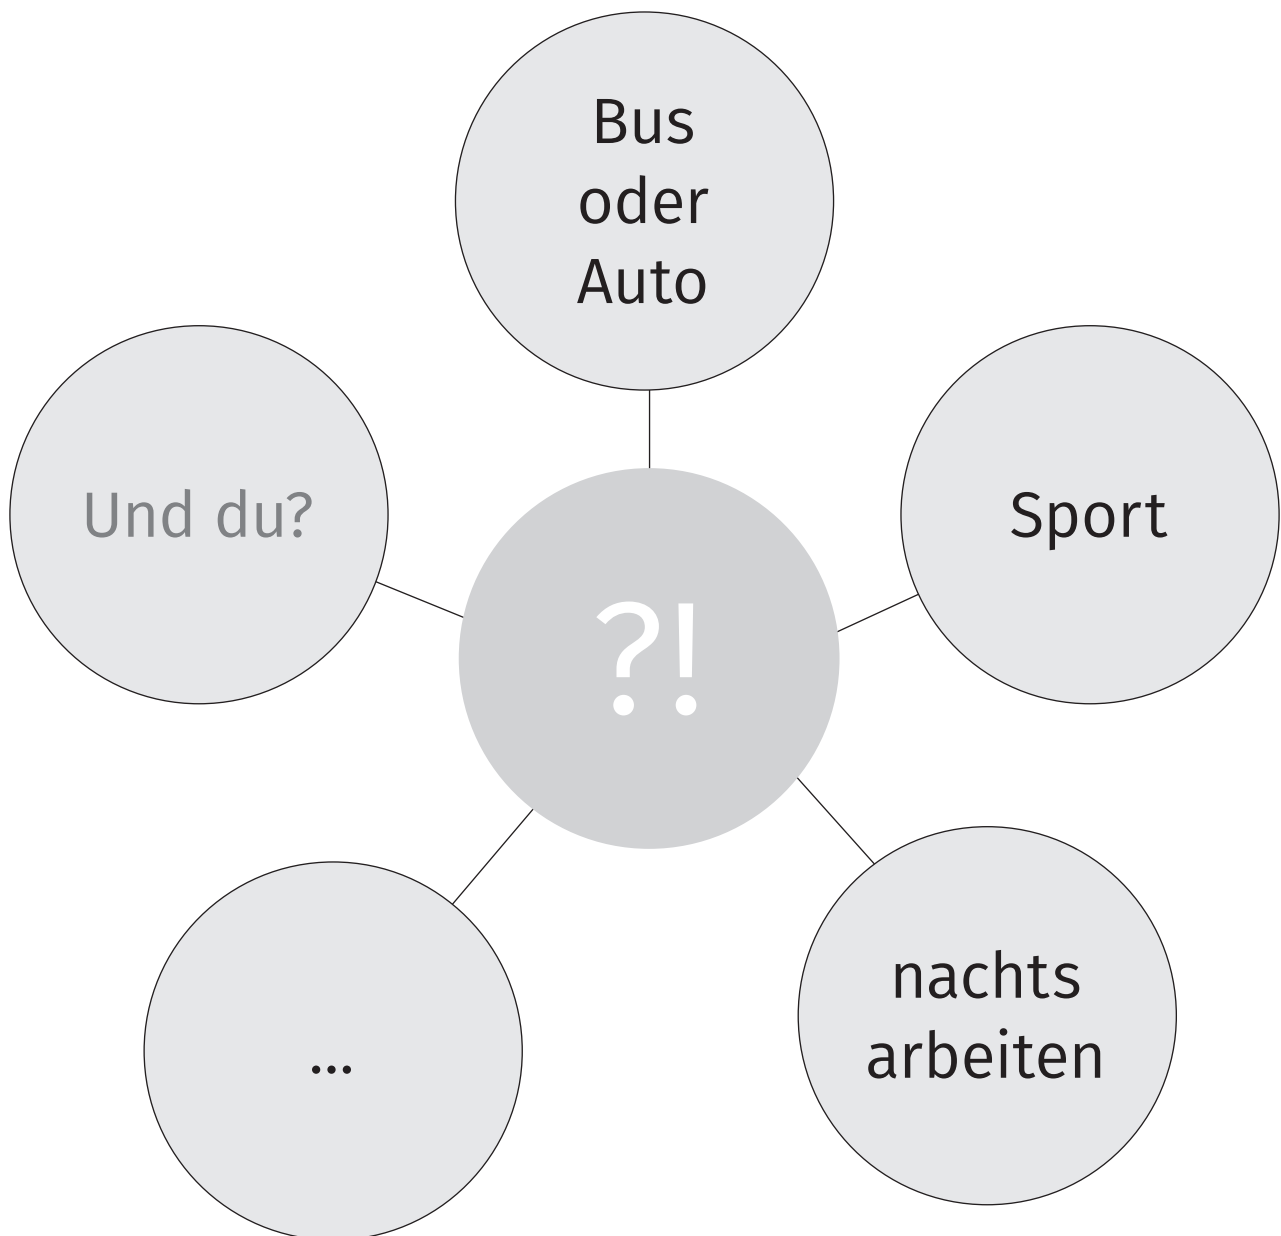 Bus
oder
Auto
Und du?
Sport
?!
nachts
arbeiten
...